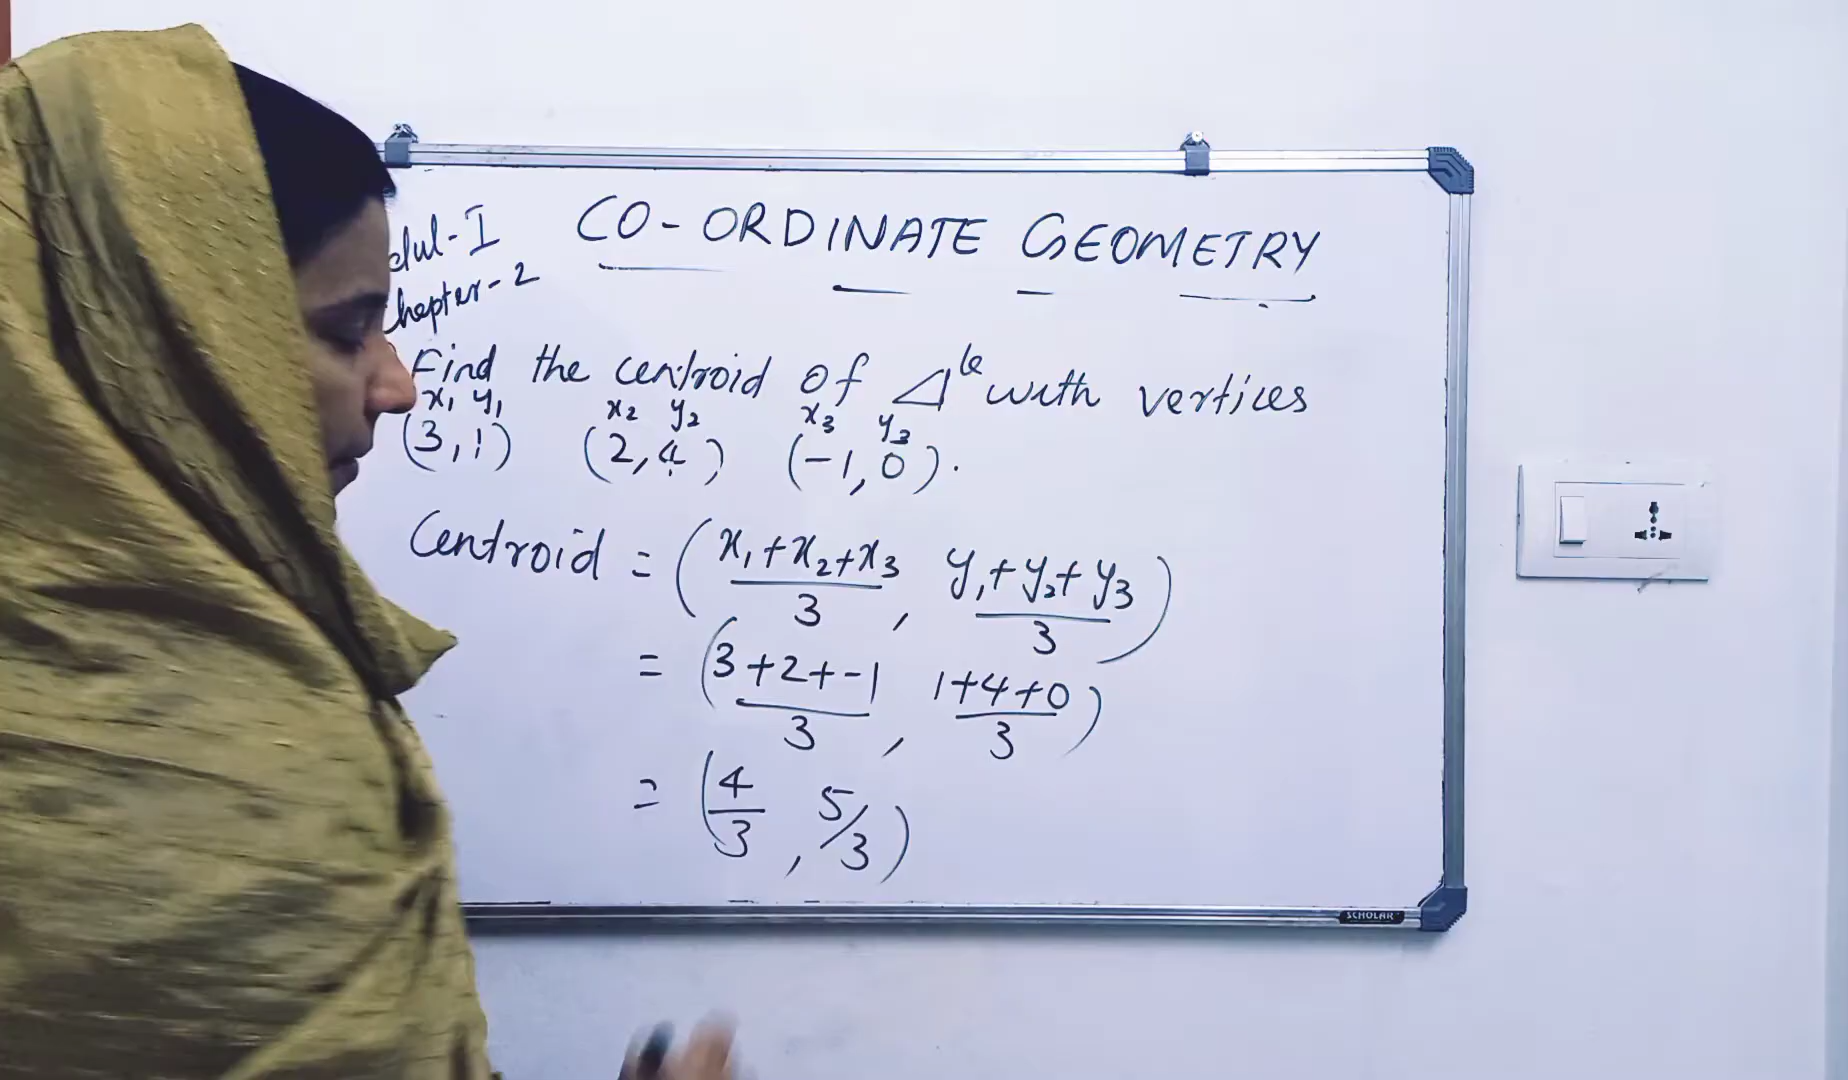 CO-ORDINATE GEOMETRY
dul-I
hapter-2
Find the centroid of Δle with vertices
x1 y1 x2 y2 x3 y3
(3,1) (2,4) (-1,0).
Centroid = (x1+x2+x3/3, y1+y2+y3/3)
= (3+2+-1/3, 1+4+0/3)
= (4/3, 5/3)
SCHOLAR